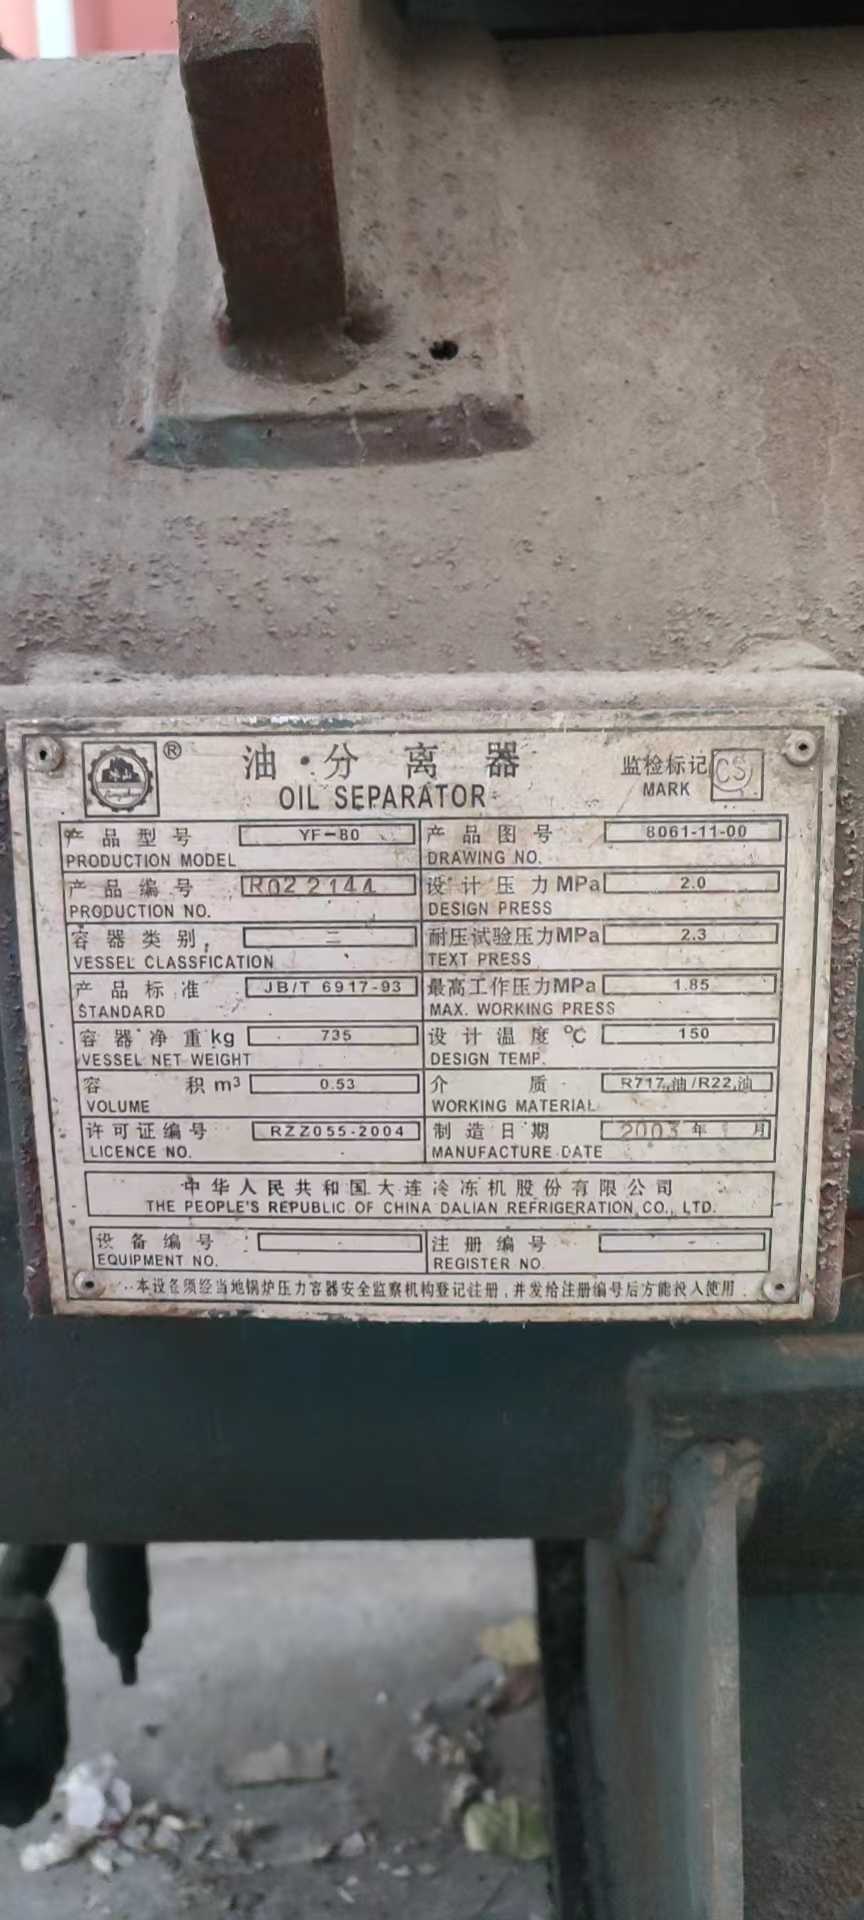 ® 油·分离器 监检标记 CS
OIL SEPARATOR MARK
产品型号 YF-80 产品图号 8061-11-00
PRODUCTION MODEL DRAWING NO.
产品编号 R022144 设计压力MPa 2.0
PRODUCTION NO. DESIGN PRESS
容器类别 二 耐压试验压力MPa 2.3
VESSEL CLASSFICATION TEXT PRESS
产品标准 JB/T 6917-93 最高工作压力MPa 1.85
STANDARD MAX. WORKING PRESS
容器净重kg 735 设计温度℃ 150
VESSEL NET WEIGHT DESIGN TEMP.
容积m³ 0.53 介质 R717,油/R22,油
VOLUME WORKING MATERIAL
许可证编号 RZZ055-2004 制造日期 2003年 月
LICENCE NO. MANUFACTURE DATE
中华人民共和国大连冷冻机股份有限公司
THE PEOPLE'S REPUBLIC OF CHINA DALIAN REFRIGERATION CO., LTD.
设备编号 注册编号
EQUIPMENT NO. REGISTER NO.
本设备须经当地锅炉压力容器安全监察机构登记注册,并发给注册编号后方能投入使用